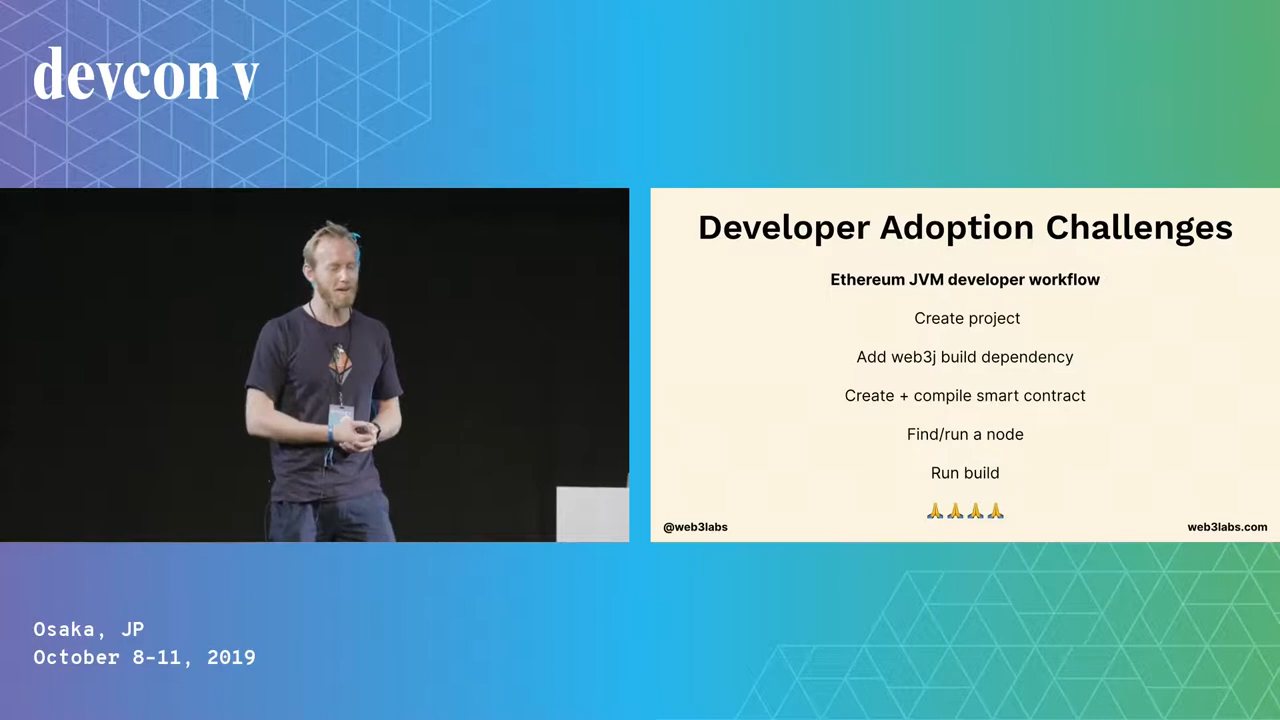 devcon v
Developer Adoption Challenges
Ethereum JVM developer workflow
Create project
Add web3j build dependency
Create + compile smart contract
Find/run a node
Run build
🙏🙏🙏🙏
@web3labs
web3labs.com
Osaka, JP
October 8-11, 2019